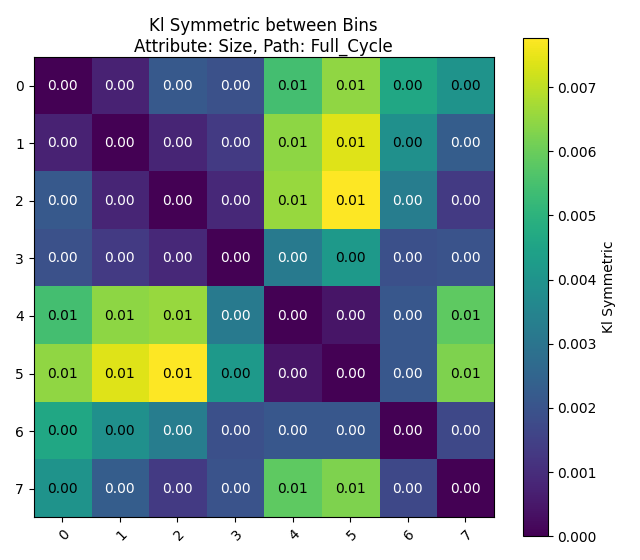 Kl Symmetric between Bins
Attribute: Size, Path: Full_Cycle
0 0.00 0.00 0.00 0.00 0.01 0.01 0.00 0.00
1 0.00 0.00 0.00 0.00 0.01 0.01 0.00 0.00
2 0.00 0.00 0.00 0.00 0.01 0.01 0.00 0.00
3 0.00 0.00 0.00 0.00 0.00 0.00 0.00 0.00
4 0.01 0.01 0.01 0.00 0.00 0.00 0.00 0.01
5 0.01 0.01 0.01 0.00 0.00 0.00 0.00 0.01
6 0.00 0.00 0.00 0.00 0.00 0.00 0.00 0.00
7 0.00 0.00 0.00 0.00 0.01 0.01 0.00 0.00
0 1 2 3 4 5 6 7
0.007
0.006
0.005
0.004
0.003
0.002
0.001
0.000
Kl Symmetric